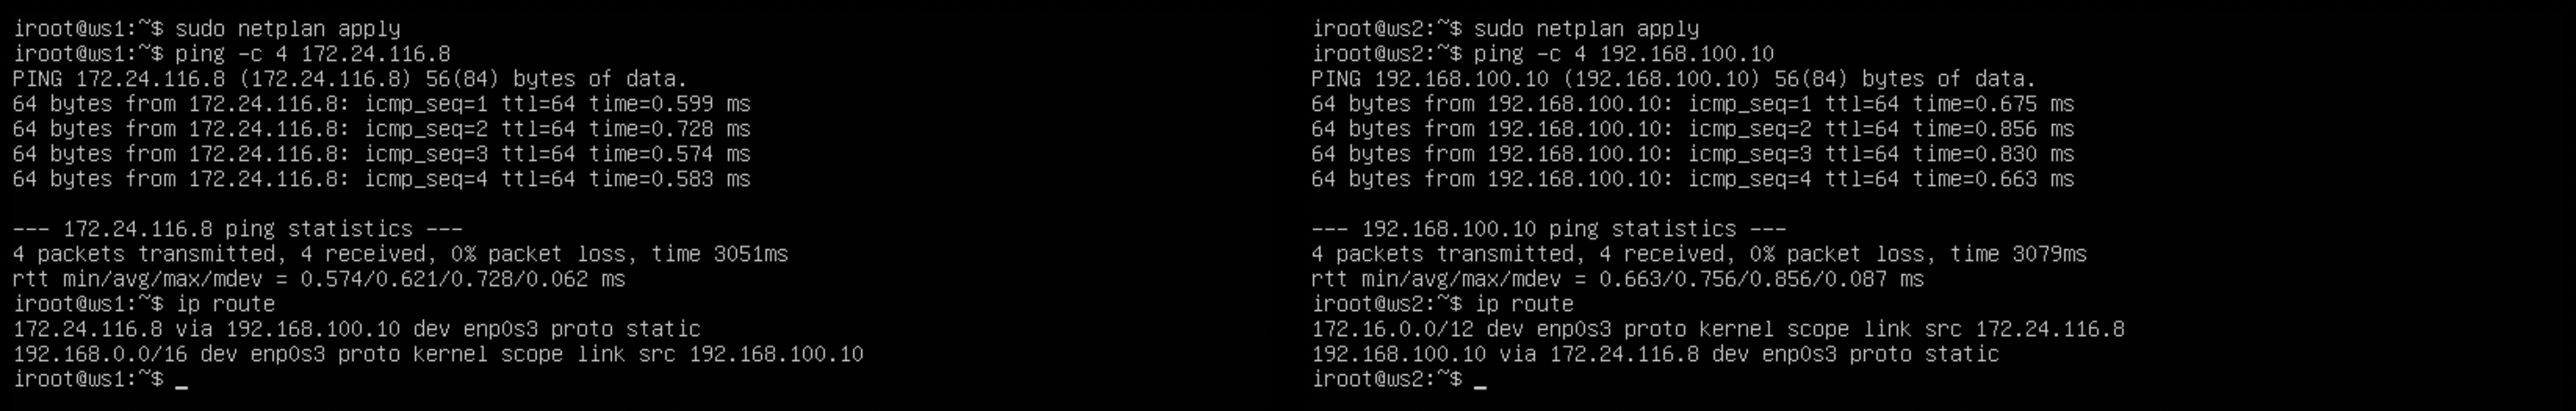 iroot@ws1:~$ sudo netplan apply
iroot@ws1:~$ ping -c 4 172.24.116.8
PING 172.24.116.8 (172.24.116.8) 56(84) bytes of data.
64 bytes from 172.24.116.8: icmp_seq=1 ttl=64 time=0.599 ms
64 bytes from 172.24.116.8: icmp_seq=2 ttl=64 time=0.728 ms
64 bytes from 172.24.116.8: icmp_seq=3 ttl=64 time=0.574 ms
64 bytes from 172.24.116.8: icmp_seq=4 ttl=64 time=0.583 ms
--- 172.24.116.8 ping statistics ---
4 packets transmitted, 4 received, 0% packet loss, time 3051ms
rtt min/avg/max/mdev = 0.574/0.621/0.728/0.062 ms
iroot@ws1:~$ ip route
172.24.116.8 via 192.168.100.10 dev enp0s3 proto static
192.168.0.0/16 dev enp0s3 proto kernel scope link src 192.168.100.10
iroot@ws1:~$ _
iroot@ws2:~$ sudo netplan apply
iroot@ws2:~$ ping -c 4 192.168.100.10
PING 192.168.100.10 (192.168.100.10) 56(84) bytes of data.
64 bytes from 192.168.100.10: icmp_seq=1 ttl=64 time=0.675 ms
64 bytes from 192.168.100.10: icmp_seq=2 ttl=64 time=0.856 ms
64 bytes from 192.168.100.10: icmp_seq=3 ttl=64 time=0.830 ms
64 bytes from 192.168.100.10: icmp_seq=4 ttl=64 time=0.663 ms
--- 192.168.100.10 ping statistics ---
4 packets transmitted, 4 received, 0% packet loss, time 3079ms
rtt min/avg/max/mdev = 0.663/0.756/0.856/0.087 ms
iroot@ws2:~$ ip route
172.16.0.0/12 dev enp0s3 proto kernel scope link src 172.24.116.8
192.168.100.10 via 172.24.116.8 dev enp0s3 proto static
iroot@ws2:~$ _